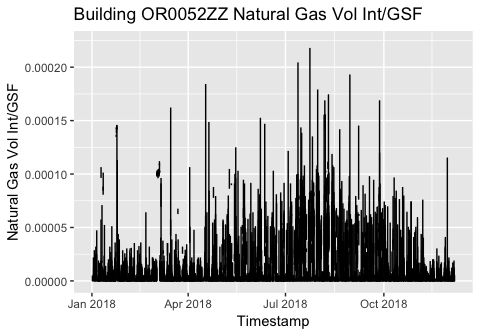 Building OR0052ZZ Natural Gas Vol Int/GSF
Natural Gas Vol Int/GSF
0.00020
0.00015
0.00010
0.00005
0.00000
Jan 2018 Apr 2018 Jul 2018 Oct 2018
Timestamp